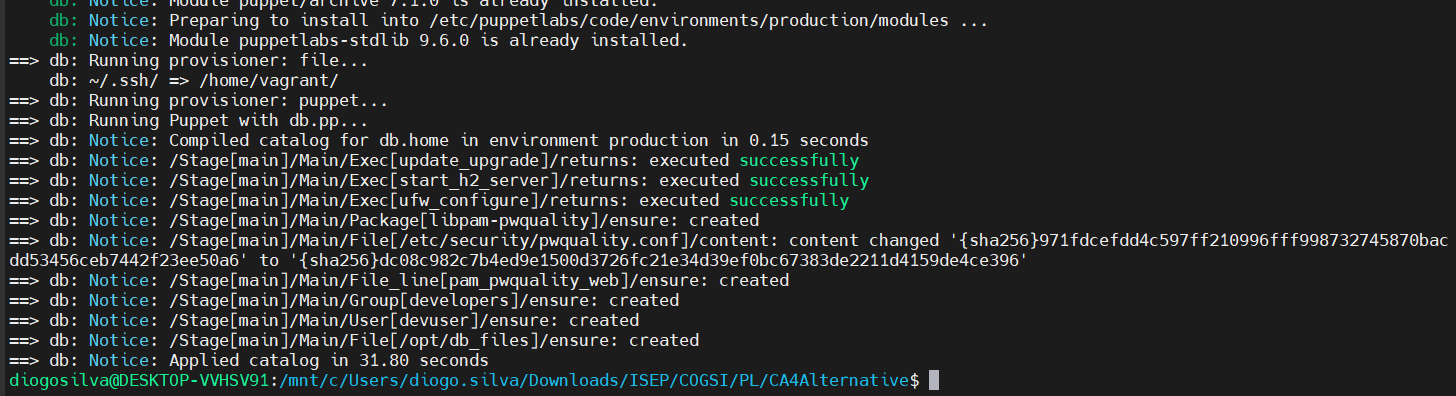 db: Notice: Module puppet/archive 7.1.0 is already installed.
db: Notice: Preparing to install into /etc/puppetlabs/code/environments/production/modules ...
db: Notice: Module puppetlabs-stdlib 9.6.0 is already installed.
==> db: Running provisioner: file...
db: ~/.ssh/ => /home/vagrant/
==> db: Running provisioner: puppet...
==> db: Running Puppet with db.pp...
==> db: Notice: Compiled catalog for db.home in environment production in 0.15 seconds
==> db: Notice: /Stage[main]/Main/Exec[update_upgrade]/returns: executed successfully
==> db: Notice: /Stage[main]/Main/Exec[start_h2_server]/returns: executed successfully
==> db: Notice: /Stage[main]/Main/Exec[ufw_configure]/returns: executed successfully
==> db: Notice: /Stage[main]/Main/Package[libpam-pwquality]/ensure: created
==> db: Notice: /Stage[main]/Main/File[/etc/security/pwquality.conf]/content: content changed '{sha256}971fdcefdd4c597ff210996fff998732745870bac
dd53456ceb7442f23ee50a6' to '{sha256}dc08c982c7b4ed9e1500d3726fc21e34d39ef0bc67383de2211d4159de4ce396'
==> db: Notice: /Stage[main]/Main/File_line[pam_pwquality_web]/ensure: created
==> db: Notice: /Stage[main]/Main/Group[developers]/ensure: created
==> db: Notice: /Stage[main]/Main/User[devuser]/ensure: created
==> db: Notice: /Stage[main]/Main/File[/opt/db_files]/ensure: created
==> db: Notice: Applied catalog in 31.80 seconds
diogosilva@DESKTOP-VVHSV91:/mnt/c/Users/diogo.silva/Downloads/ISEP/COGSI/PL/CA4Alternative$